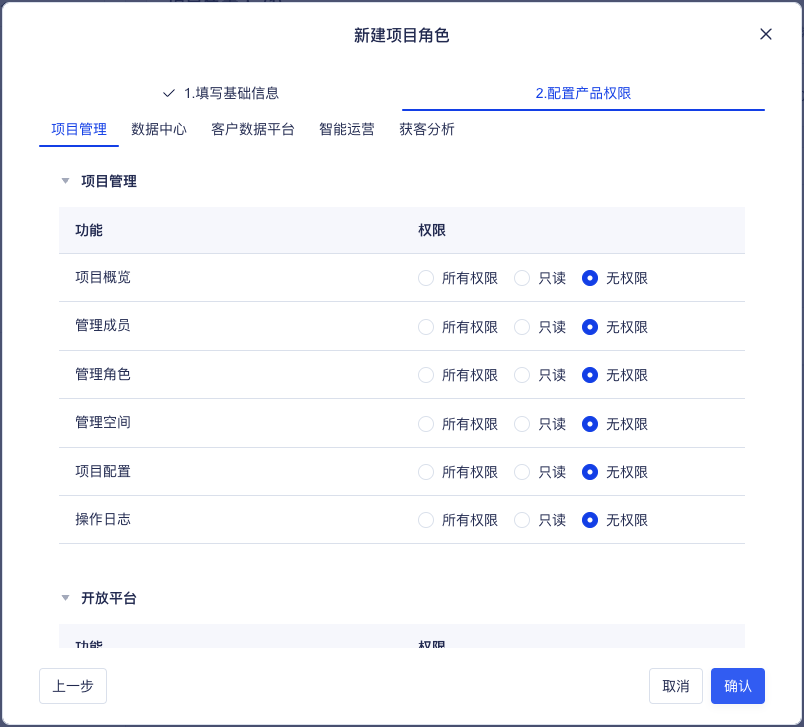 新建项目角色
1.填写基础信息 2.配置产品权限
项目管理 数据中心 客户数据平台 智能运营 获客分析
项目管理
功能 权限
项目概览 所有权限 只读 无权限
管理成员 所有权限 只读 无权限
管理角色 所有权限 只读 无权限
管理空间 所有权限 只读 无权限
项目配置 所有权限 只读 无权限
操作日志 所有权限 只读 无权限
开放平台
功能 权限
上一步 取消 确认